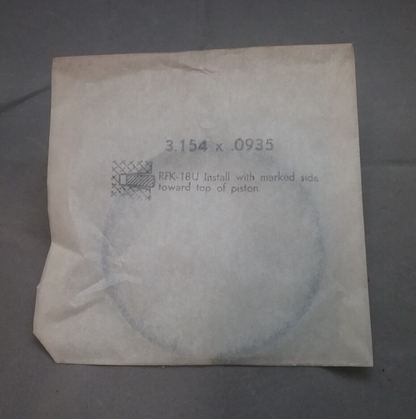 3.154 x .0935
RFK-18U Install with marked side
toward top of piston.